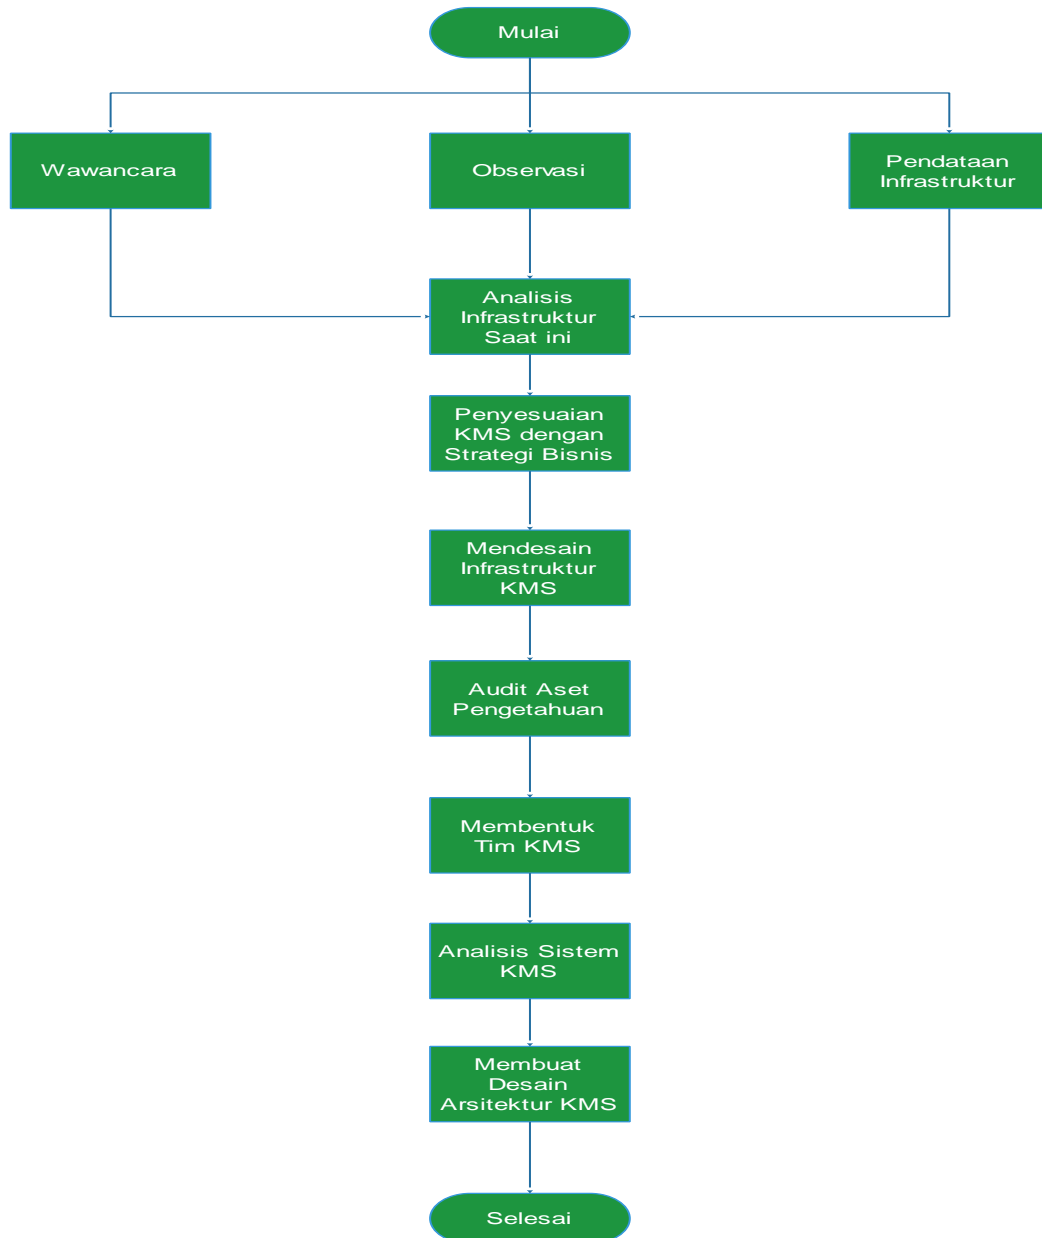 Mulai
Wawancara
Observasi
Pendataan
Infrastruktur
Analisis
Infrastruktur
Saat ini
Penyesuaian
KMS dengan
Strategi Bisnis
Mendesain
Infrastruktur
KMS
Audit Aset
Pengetahuan
Membentuk
Tim KMS
Analisis Sistem
KMS
Membuat
Desain
Arsitektur KMS
Selesai